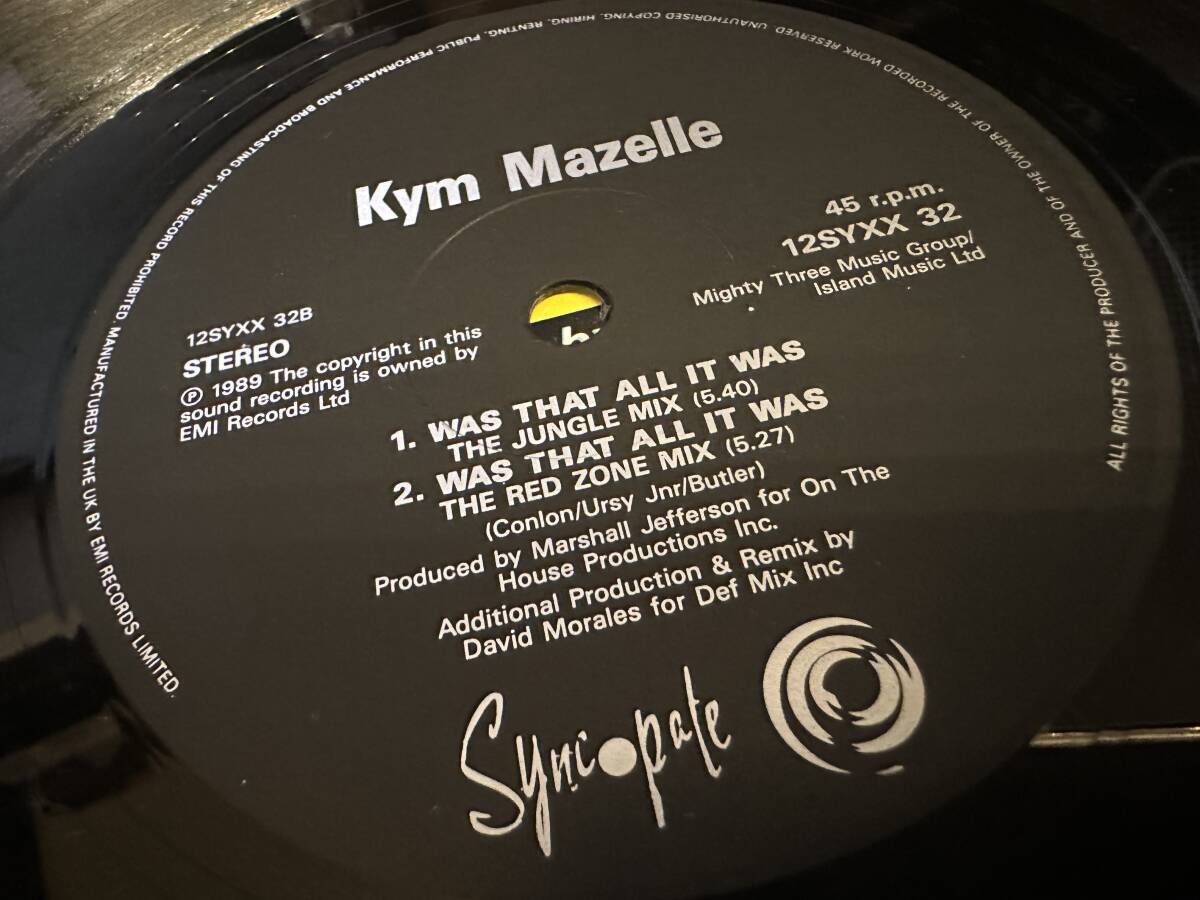 Kym Mazelle
45 r.p.m.
12SYXX 32
Mighty Three Music Group/
Island Music Ltd
12SYXX 32B
STEREO
℗ 1989 The copyright in this
sound recording is owned by
EMI Records Ltd
1. WAS THAT ALL IT WAS
THE JUNGLE MIX (5.40)
2. WAS THAT ALL IT WAS
THE RED ZONE MIX (5.27)
(Conlon/Ursy Jnr/Butler)
Produced by Marshall Jefferson for On The
House Productions Inc.
Additional Production & Remix by
David Morales for Def Mix Inc
Syncopate
ALL RIGHTS OF THE PRODUCER AND OF THE OWNER OF THE RECORDED WORK RESERVED. UNAUTHORISED COPYING, HIRING, RENTING, PUBLIC PERFORMANCE AND BROADCASTING OF THIS RECORD PROHIBITED. MANUFACTURED IN THE UK BY EMI RECORDS LIMITED.